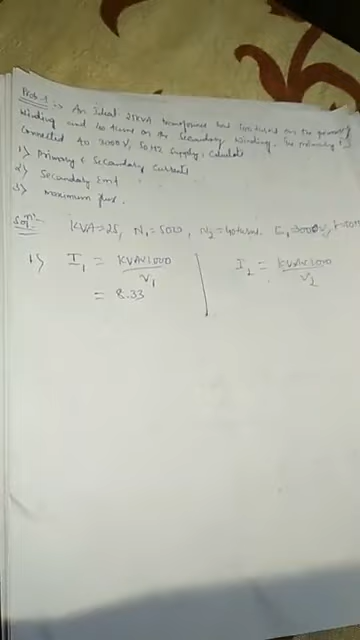 Prob-1 :-> An Ideal 25KVA transformer has 500 turns on the primary
winding and 40 turns on the Secondary winding. The primary is
connected to 3000V, 50HZ Supply, Calculate
1) Primary & Secondary Currents
2) Secondary Emf
3) maximum flux.
Sol":- KVA=25, N1=500, N2=40 turns. E1=3000V,
1) I1 = KVA×1000 / V1
= 8.33
I2 = KVA×1000 / V2